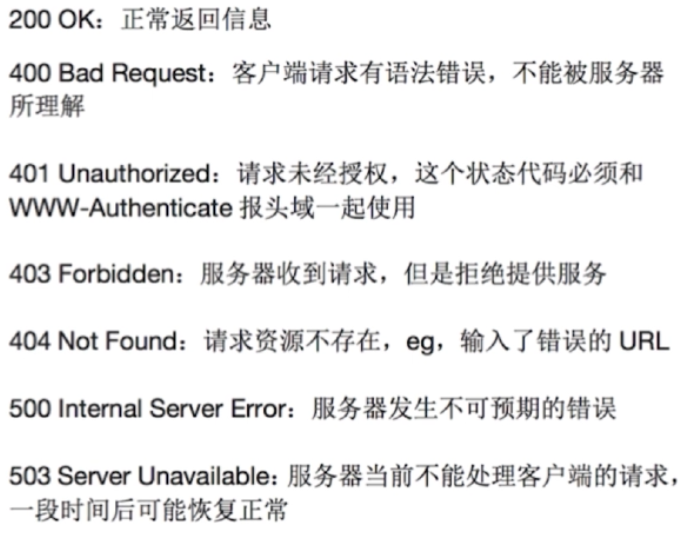 200 OK：正常返回信息
400 Bad Request：客户端请求有语法错误，不能被服务器
所理解
401 Unauthorized：请求未经授权，这个状态代码必须和
WWW-Authenticate 报头域一起使用
403 Forbidden：服务器收到请求，但是拒绝提供服务
404 Not Found：请求资源不存在，eg，输入了错误的 URL
500 Internal Server Error：服务器发生不可预期的错误
503 Server Unavailable：服务器当前不能处理客户端的请求，
一段时间后可能恢复正常